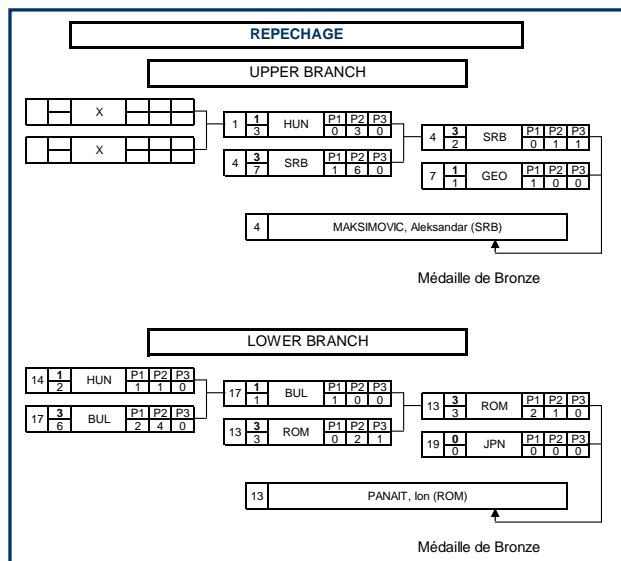 REPECHAGE
UPPER BRANCH
X
X
1 1 3 HUN P1 P2 P3 0 3 0
4 3 7 SRB P1 P2 P3 1 6 0
4 3 2 SRB P1 P2 P3 0 1 1
7 1 1 GEO P1 P2 P3 1 0 0
4 MAKSIMOVIC, Aleksandar (SRB)
Médaille de Bronze
LOWER BRANCH
14 1 2 HUN P1 P2 P3 1 1 0
17 3 6 BUL P1 P2 P3 2 4 0
17 1 1 BUL P1 P2 P3 1 0 0
13 3 3 ROM P1 P2 P3 0 2 1
13 3 3 ROM P1 P2 P3 2 1 0
19 0 0 JPN P1 P2 P3 0 0 0
13 PANAIT, Ion (ROM)
Médaille de Bronze